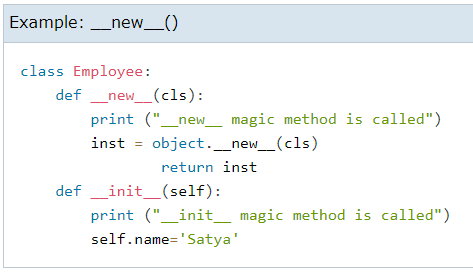 Example: __new__()
class Employee:
    def __new__(cls):
        print ("__new__ magic method is called")
        inst = object.__new__(cls)
                return inst
    def __init__(self):
        print ("__init__ magic method is called")
        self.name='Satya'